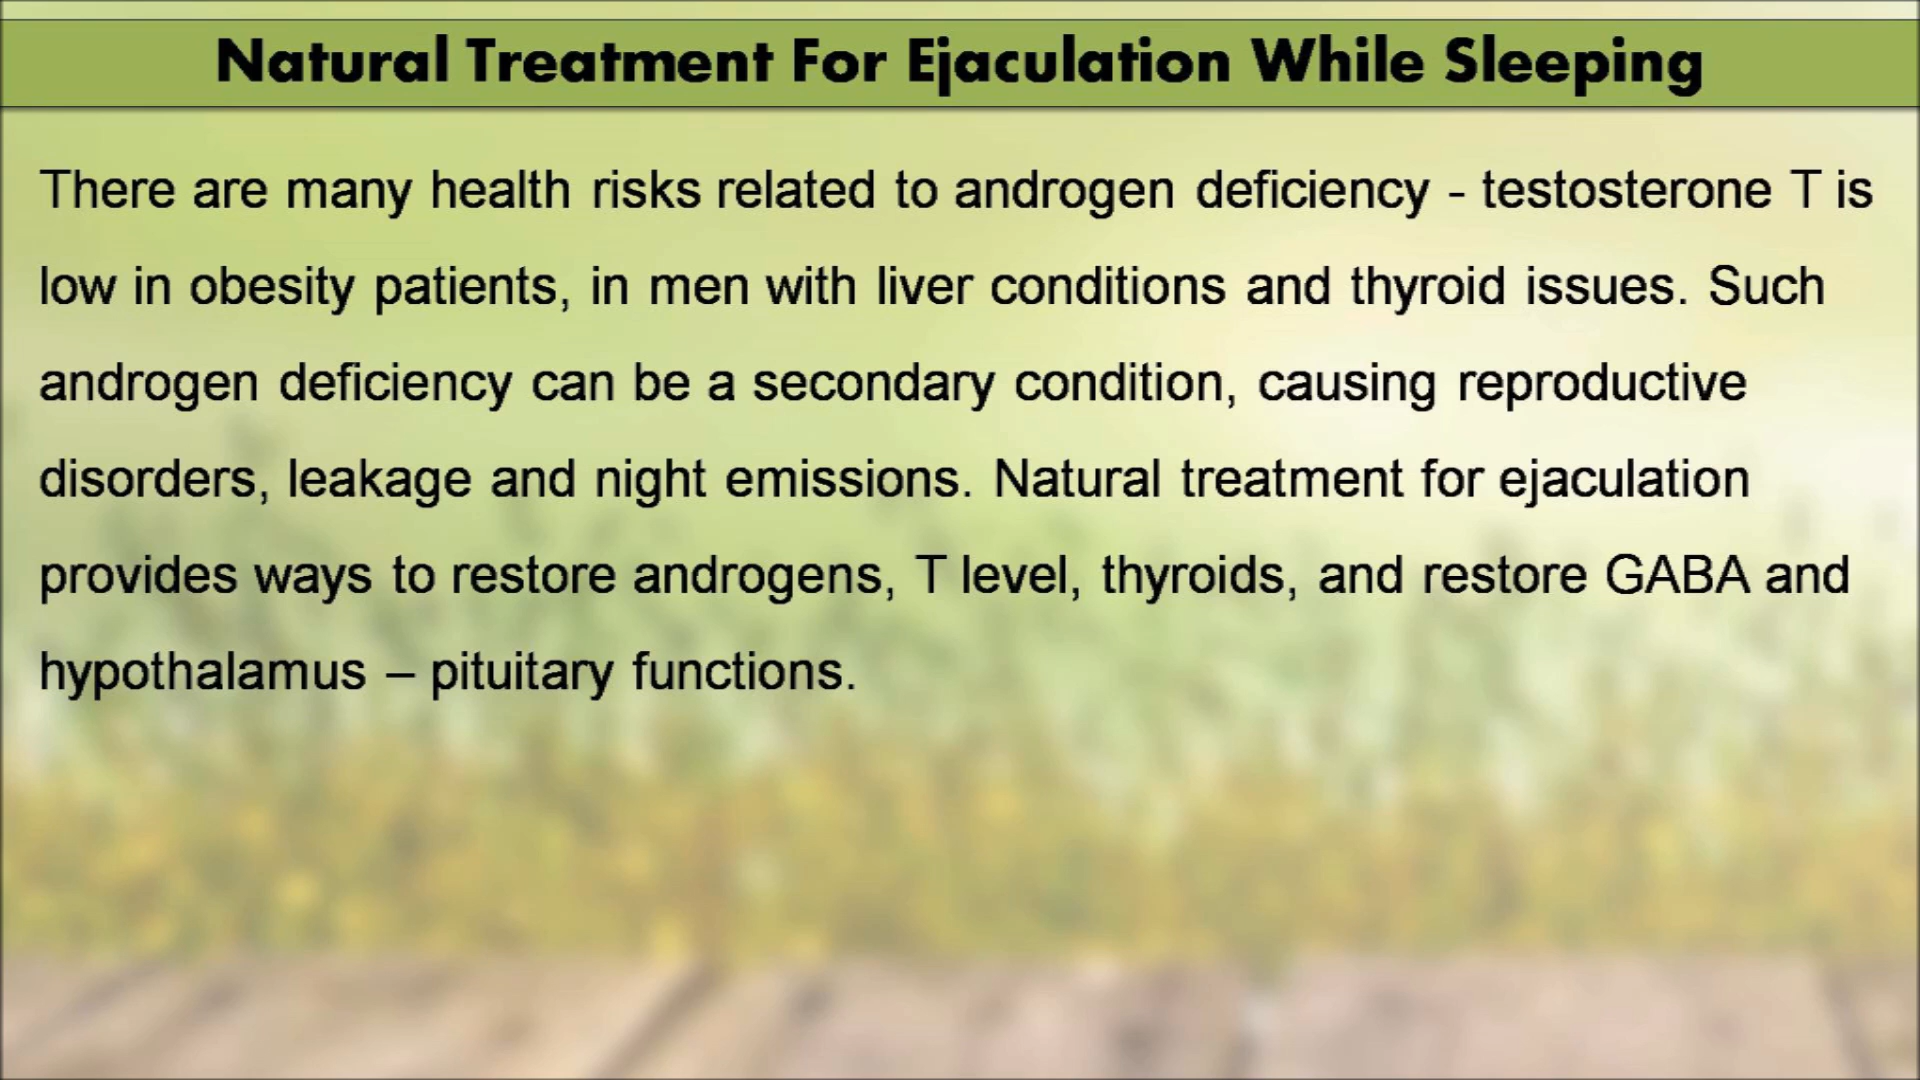 Natural Treatment For Ejaculation While Sleeping
There are many health risks related to androgen deficiency - testosterone T is
low in obesity patients, in men with liver conditions and thyroid issues. Such
androgen deficiency can be a secondary condition, causing reproductive
disorders, leakage and night emissions. Natural treatment for ejaculation
provides ways to restore androgens, T level, thyroids, and restore GABA and
hypothalamus – pituitary functions.